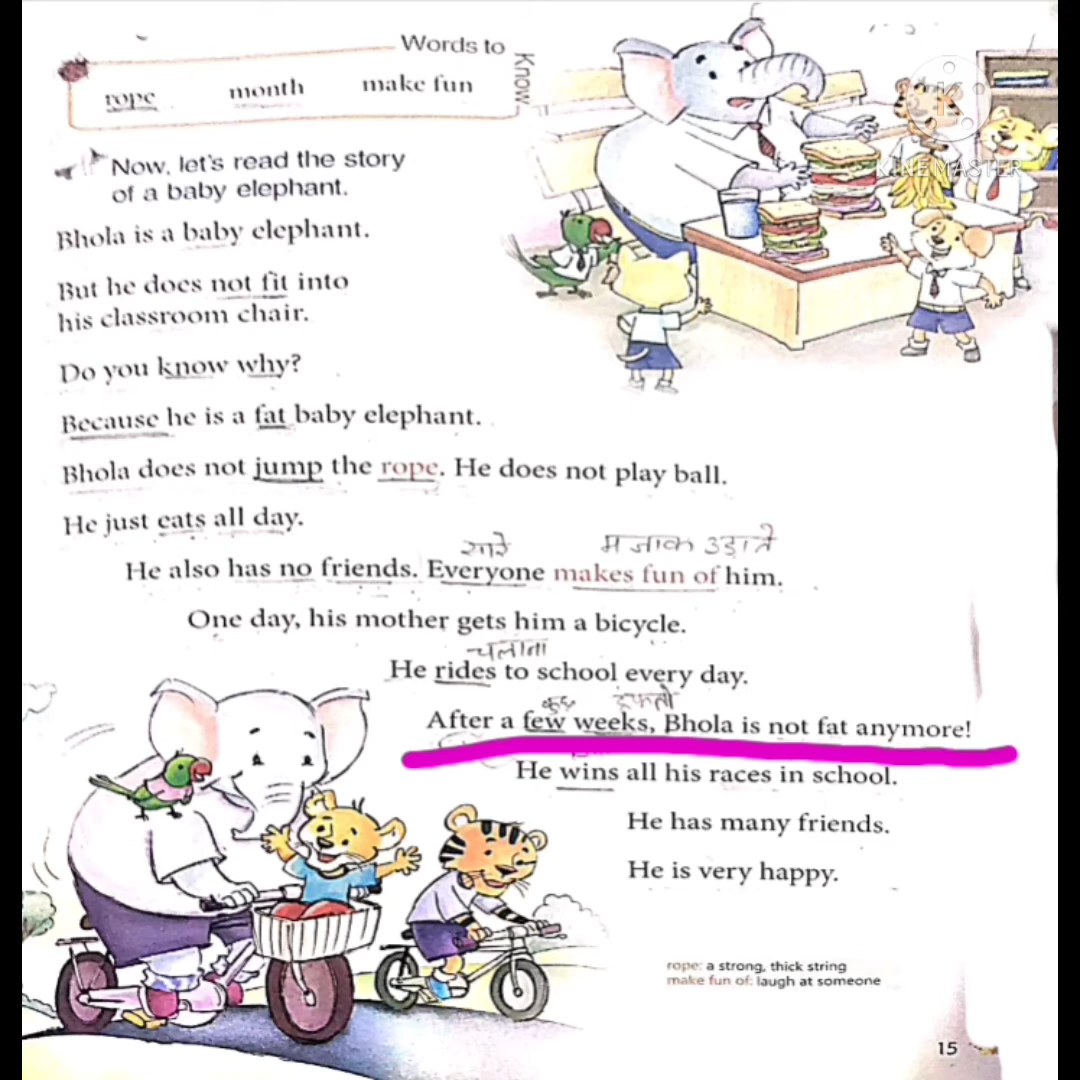 Words to
Know
rope month make fun
KINEMASTER
Now, let's read the story
of a baby elephant.
Bhola is a baby elephant.
But he does not fit into
his classroom chair.
Do you know why?
Because he is a fat baby elephant.
Bhola does not jump the rope. He does not play ball.
He just eats all day.
सारे मजाक उड़ाते
He also has no friends. Everyone makes fun of him.
One day, his mother gets him a bicycle.
चलाता
He rides to school every day.
कुछ हफ्तो
After a few weeks, Bhola is not fat anymore!
He wins all his races in school.
He has many friends.
He is very happy.
rope: a strong, thick string
make fun of: laugh at someone
15